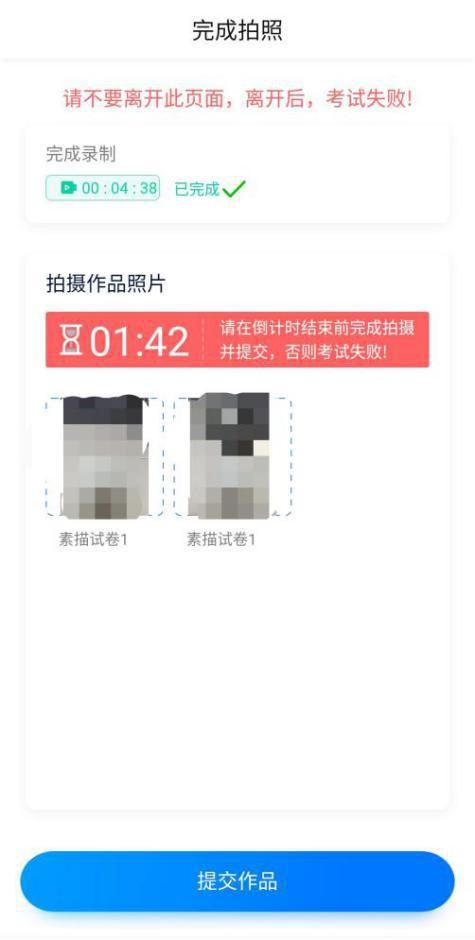 完成拍照
请不要离开此页面，离开后，考试失败!
完成录制
00:04:38 已完成
拍摄作品照片
01:42
请在倒计时结束前完成拍摄
并提交，否则考试失败!
素描试卷1 素描试卷1
提交作品